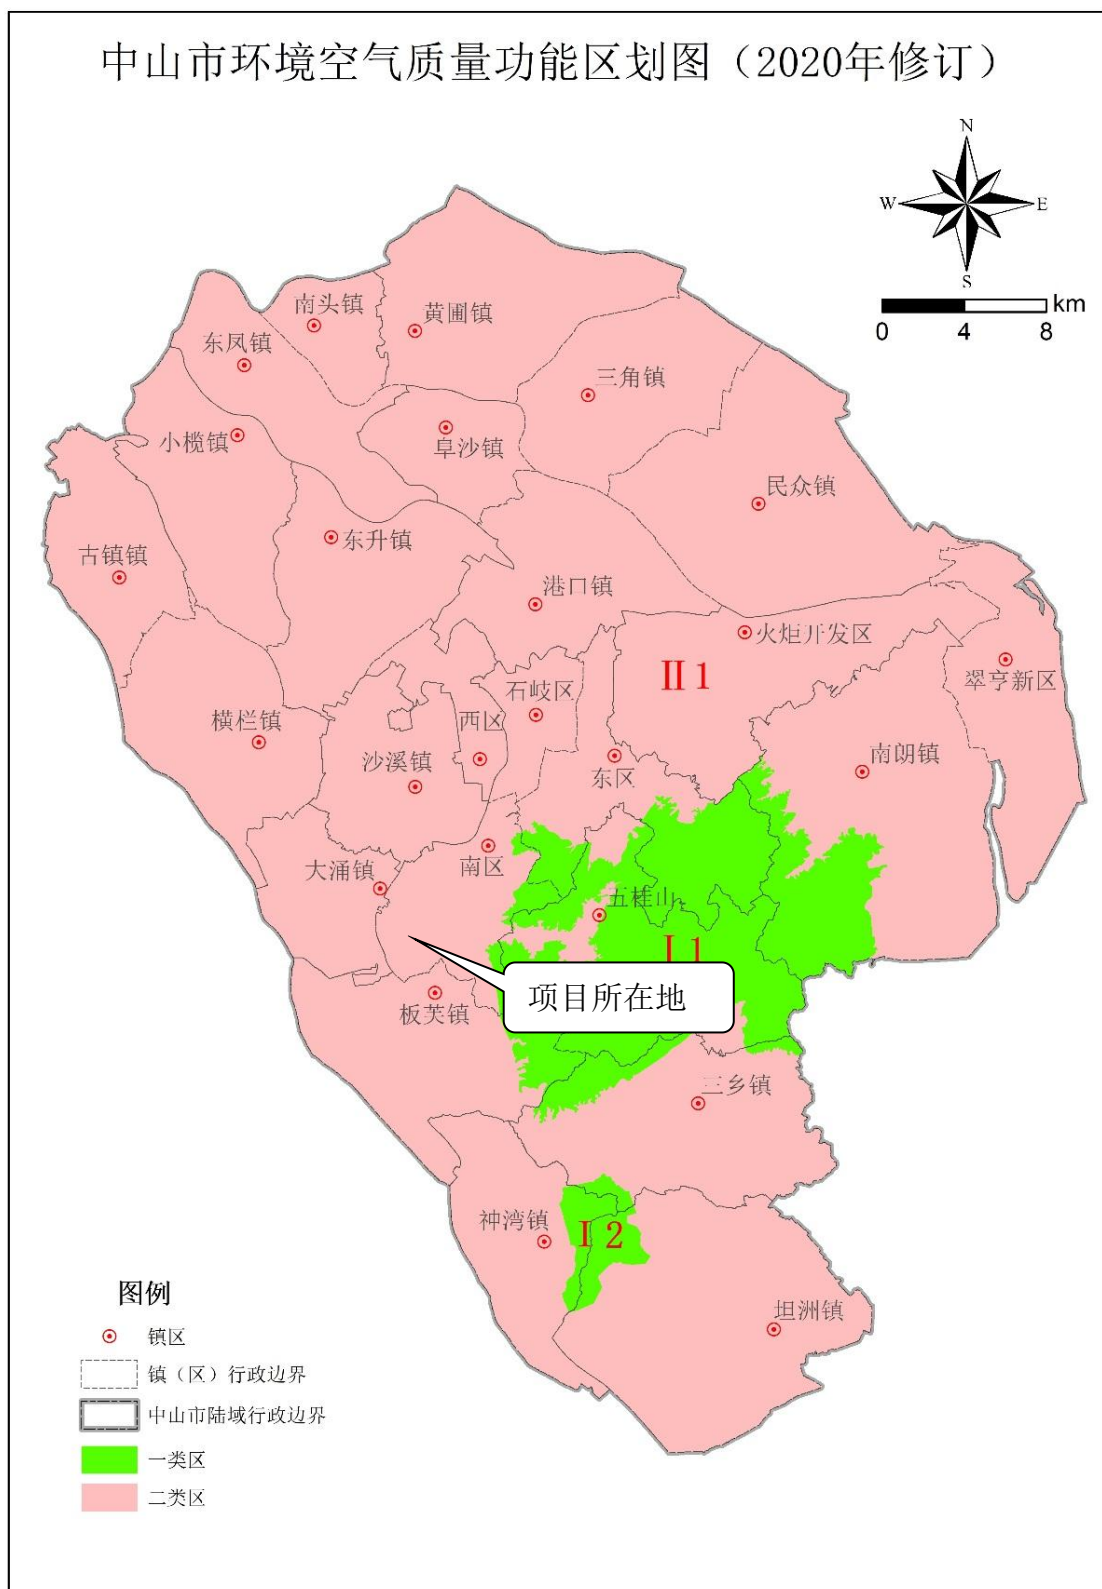 中山市环境空气质量功能区划图（2020年修订）
N
W
E
S
km
0 4 8
南头镇
黄圃镇
东凤镇
三角镇
小榄镇
阜沙镇
民众镇
东升镇
古镇镇
港口镇
火炬开发区
Ⅱ1
翠亨新区
石岐区
横栏镇
西区
沙溪镇
东区
南朗镇
南区
大涌镇
五桂山
Ⅰ1
项目所在地
板芙镇
三乡镇
神湾镇
Ⅰ2
坦洲镇
图例
镇区
镇（区）行政边界
中山市陆域行政边界
一类区
二类区